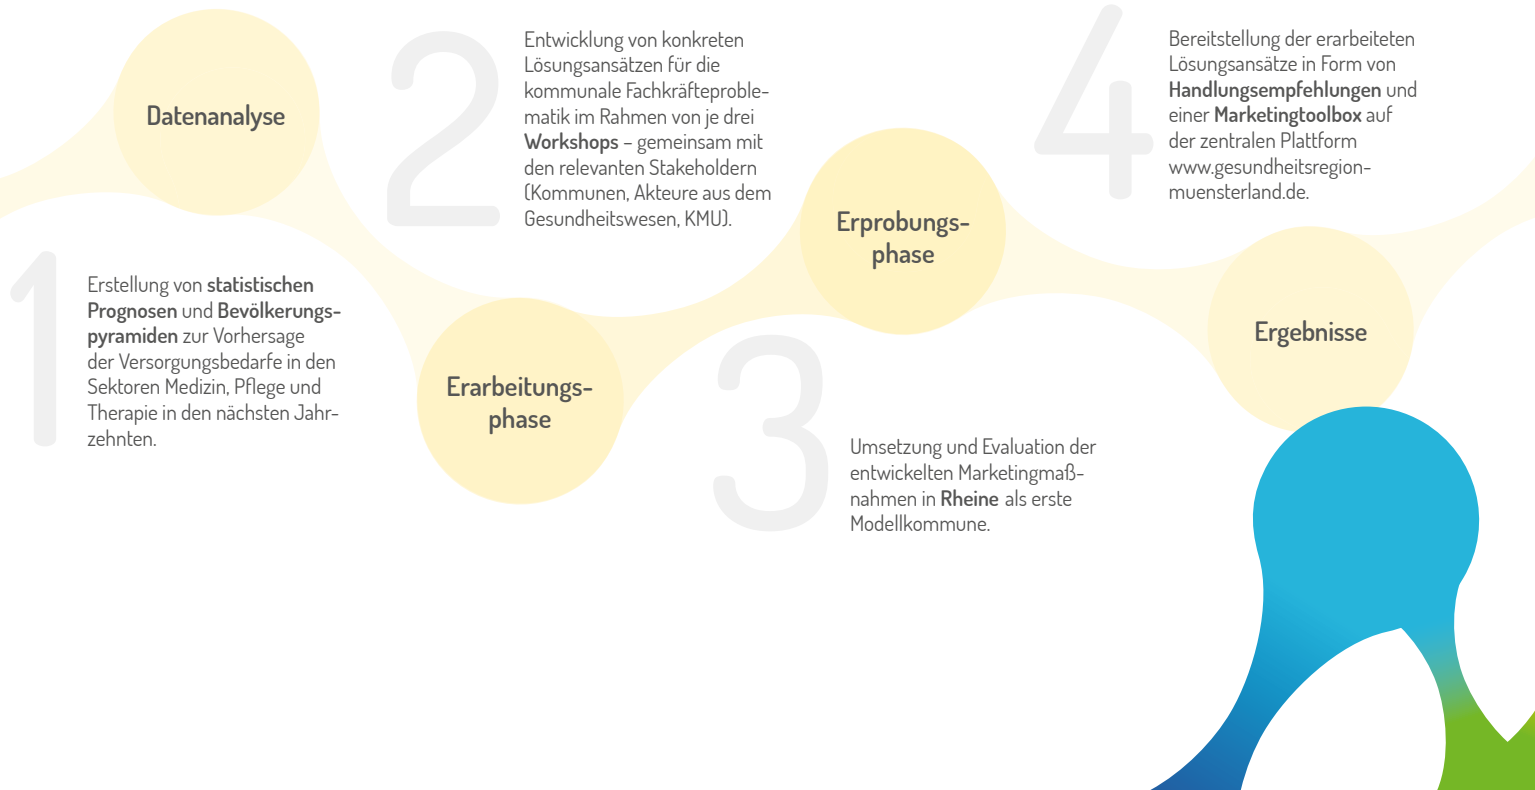 Datenanalyse
1
Erstellung von statistischen
Prognosen und Bevölkerungs-
pyramiden zur Vorhersage
der Versorgungsbedarfe in den
Sektoren Medizin, Pflege und
Therapie in den nächsten Jahr-
zehnten.
2
Entwicklung von konkreten
Lösungsansätzen für die
kommunale Fachkräfteproble-
matik im Rahmen von je drei
Workshops – gemeinsam mit
den relevanten Stakeholdern
(Kommunen, Akteure aus dem
Gesundheitswesen, KMU).
Erarbeitungs-
phase
Erprobungs-
phase
3
Umsetzung und Evaluation der
entwickelten Marketingmaß-
nahmen in Rheine als erste
Modellkommune.
4
Bereitstellung der erarbeiteten
Lösungsansätze in Form von
Handlungsempfehlungen und
einer Marketingtoolbox auf
der zentralen Plattform
www.gesundheitsregion-
muensterland.de.
Ergebnisse